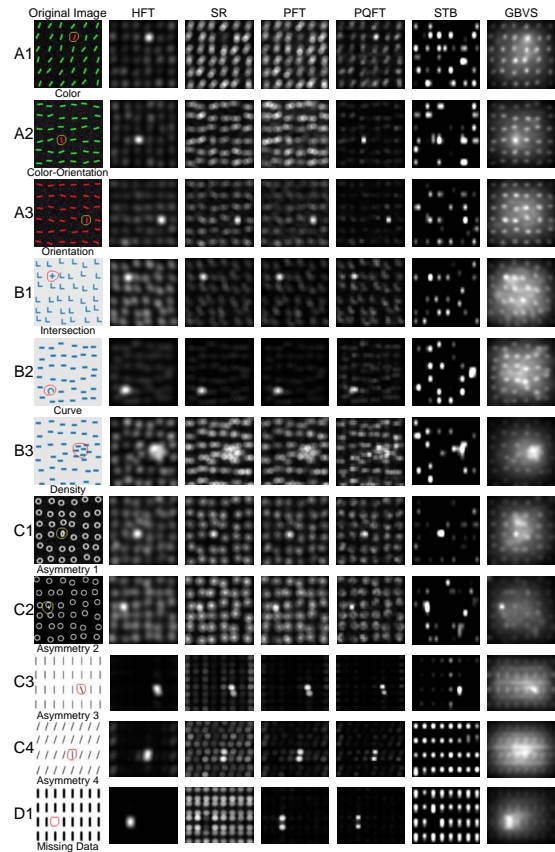 Original Image HFT SR PFT PQFT STB GBVS
A1
Color
A2
Color-Orientation
A3
Orientation
B1
Intersection
B2
Curve
B3
Density
C1
Asymmetry 1
C2
Asymmetry 2
C3
Asymmetry 3
C4
Asymmetry 4
D1
Missing Data